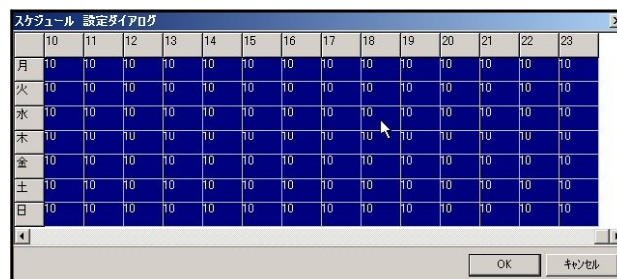 スケジュール 設定ダイアログ
10 11 12 13 14 15 16 17 18 19 20 21 22 23
月 10 10 10 10 10 10 10 10 10 10 10 10 10 10
火 10 10 10 10 10 10 10 10 10 10 10 10 10 10
水 10 10 10 10 10 10 10 10 10 10 10 10 10 10
木 10 10 10 10 10 10 10 10 10 10 10 10 10 10
金 10 10 10 10 10 10 10 10 10 10 10 10 10 10
土 10 10 10 10 10 10 10 10 10 10 10 10 10 10
日 10 10 10 10 10 10 10 10 10 10 10 10 10 10
OK キャンセル